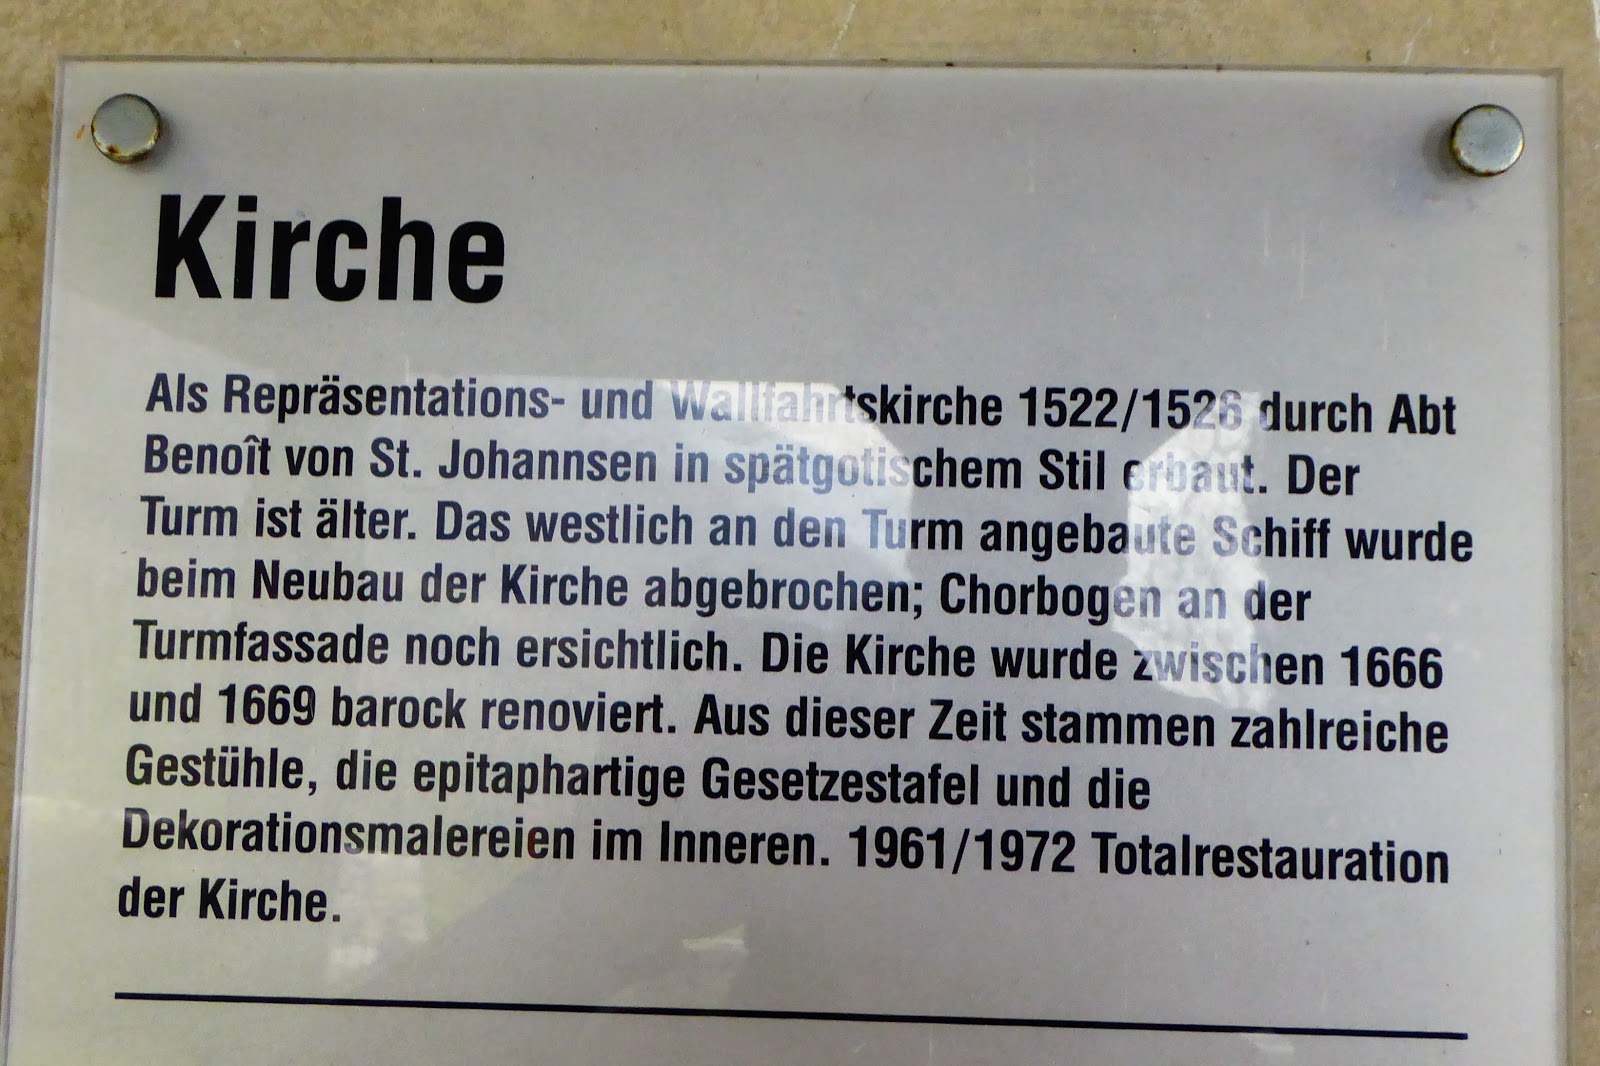 Kirche
Als Repräsentations- und Wallfahrtskirche 1522/1526 durch Abt
Benoît von St. Johannsen in spätgotischem Stil erbaut. Der
Turm ist älter. Das westlich an den Turm angebaute Schiff wurde
beim Neubau der Kirche abgebrochen; Chorbogen an der
Turmfassade noch ersichtlich. Die Kirche wurde zwischen 1666
und 1669 barock renoviert. Aus dieser Zeit stammen zahlreiche
Gestühle, die epitaphartige Gesetzestafel und die
Dekorationsmalereien im Inneren. 1961/1972 Totalrestauration
der Kirche.